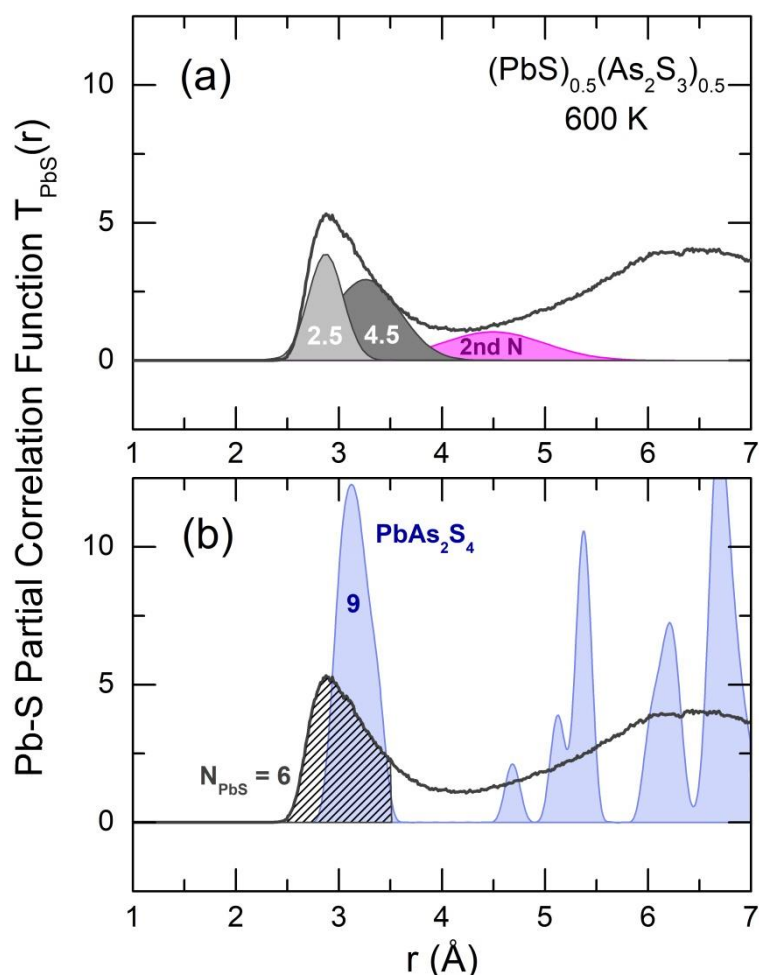 Pb-S Partial Correlation Function T_PbS(r)
(a)
(PbS)₀.₅(As₂S₃)₀.₅
600 K
10
5
0
2.5
4.5
2nd N
1 2 3 4 5 6 7
(b)
PbAs₂S₄
10
9
5
N_PbS = 6
0
1 2 3 4 5 6 7
r (Å)